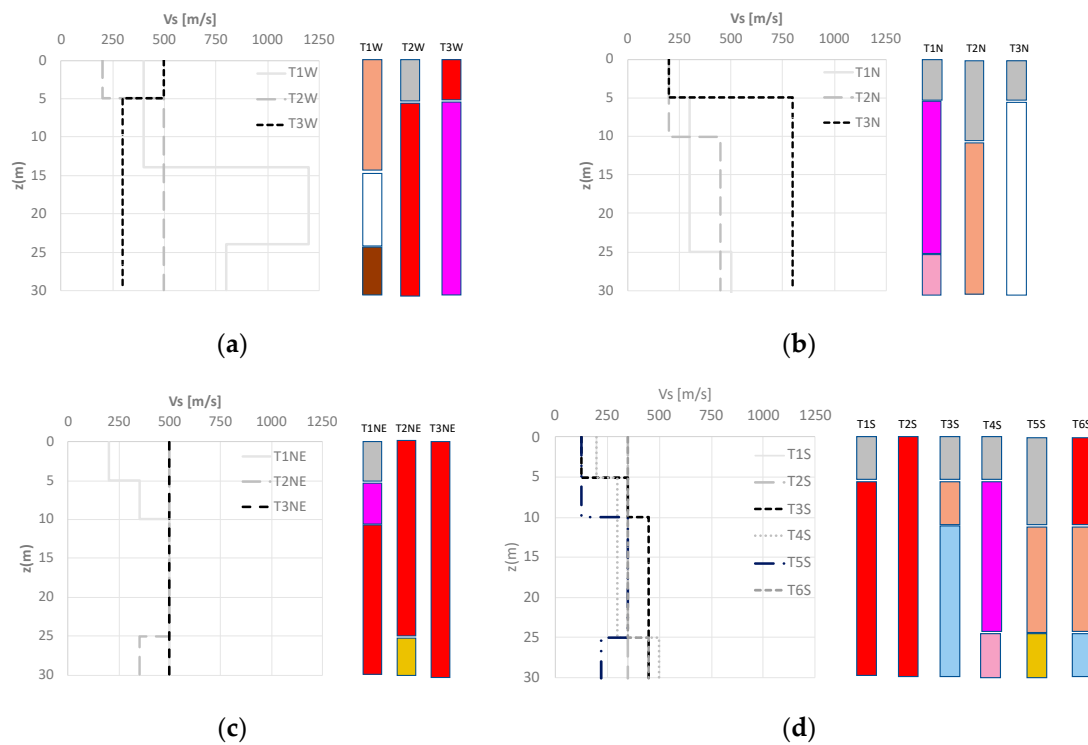 Vs [m/s]
0 250 500 750 1000 1250
T1W T2W T3W
0
5
10
15
20
25
30
z(m)
T1W
T2W
T3W
(a)
Vs [m/s]
0 250 500 750 1000 1250
T1N T2N T3N
0
5
10
15
20
25
30
z(m)
T1N
T2N
T3N
(b)
Vs [m/s]
0 250 500 750 1000 1250
T1NE T2NE T3NE
0
5
10
15
20
25
30
z(m)
T1NE
T2NE
T3NE
(c)
Vs [m/s]
0 250 500 750 1000 1250
T1S T2S T3S T4S T5S T6S
0
5
10
15
20
25
30
z(m)
T1S
T2S
T3S
T4S
T5S
T6S
(d)